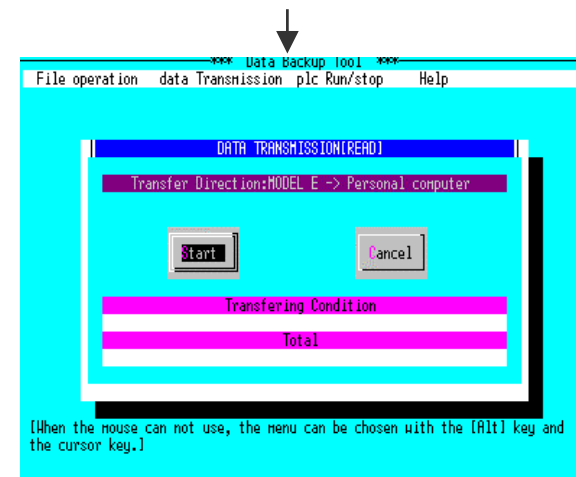 *** Data Backup Tool ***
File operation data Transmission plc Run/stop Help
DATA TRANSMISSION[READ]
Transfer Direction:MODEL E -> Personal computer
Start Cancel
Transfering Condition
Total
[When the mouse can not use, the menu can be chosen with the [Alt] key and
the cursor key.]